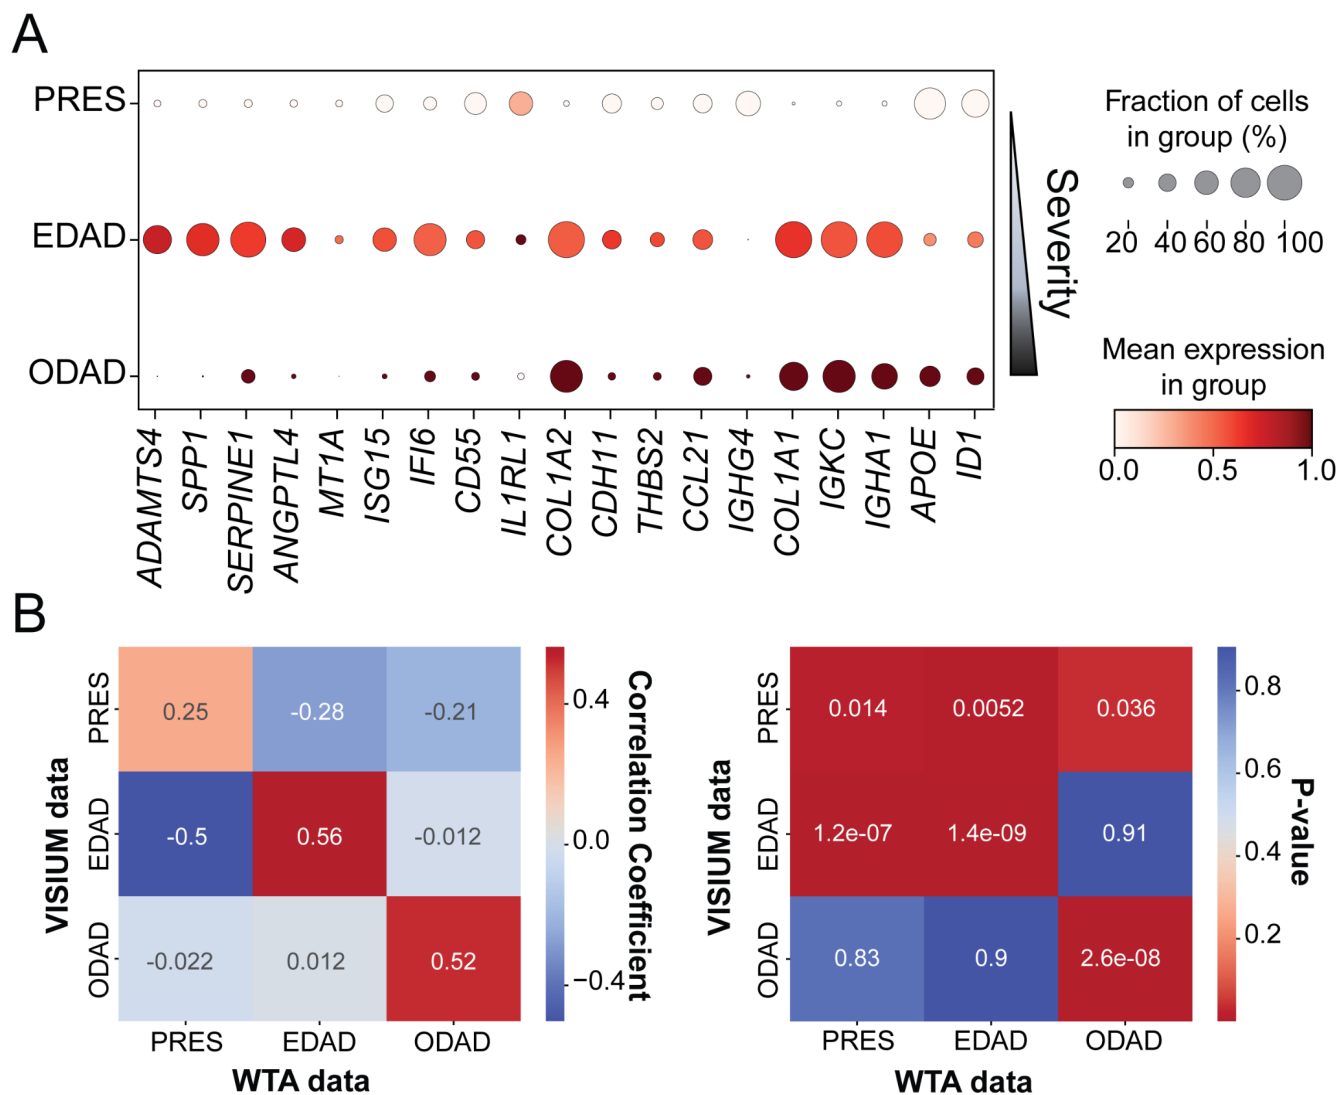 A
PRES
EDAD
ODAD
ADAMTS4
SPP1
SERPINE1
ANGPTL4
MT1A
ISG15
IFI6
CD55
IL1RL1
COL1A2
CDH11
THBS2
CCL21
IGHG4
COL1A1
IGKC
IGHA1
APOE
ID1
Severity
Fraction of cells
in group (%)
20 40 60 80 100
Mean expression
in group
0.0 0.5 1.0
B
VISIUM data
PRES
EDAD
ODAD
0.25 -0.28 -0.21
-0.5 0.56 -0.012
-0.022 0.012 0.52
PRES EDAD ODAD
WTA data
0.4
0.0
−0.4
Correlation Coefficient
VISIUM data
PRES
EDAD
ODAD
0.014 0.0052 0.036
1.2e-07 1.4e-09 0.91
0.83 0.9 2.6e-08
PRES EDAD ODAD
WTA data
0.8
0.6
0.4
0.2
P-value